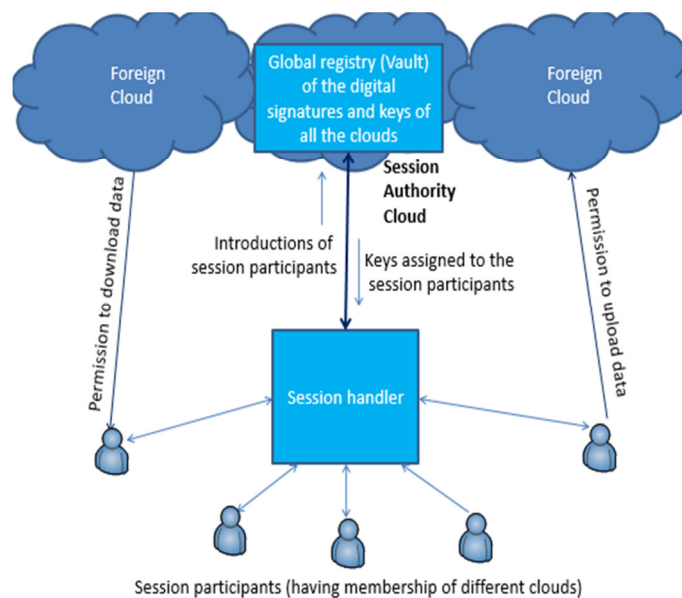 Foreign
Cloud
Global registry (Vault)
of the digital
signatures and keys of
all the clouds
Foreign
Cloud
Session
Authority
Cloud
Permission to download data
Introductions of
session participants
Keys assigned to the
session participants
Permission to upload data
Session handler
Session participants (having membership of different clouds)